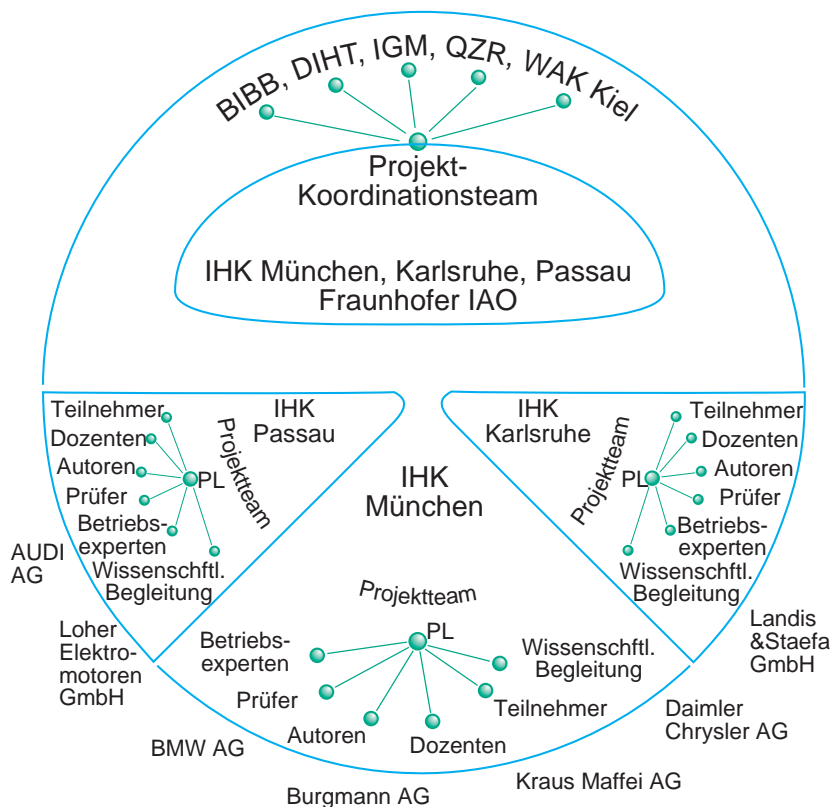 BIBB, DIHT, IGM, QZR, WAK Kiel
Projekt-
Koordinationsteam
IHK München, Karlsruhe, Passau
Fraunhofer IAO
IHK
Passau
Projektteam
PL
Teilnehmer
Dozenten
Autoren
Prüfer
Betriebs-
experten
Wissenschftl.
Begleitung
IHK
München
Projektteam
PL
Betriebs-
experten
Prüfer
Autoren
Dozenten
Teilnehmer
Wissenschftl.
Begleitung
IHK
Karlsruhe
Projektteam
PL
Teilnehmer
Dozenten
Autoren
Prüfer
Betriebs-
experten
Wissenschftl.
Begleitung
AUDI
AG
Loher
Elektro-
motoren
GmbH
BMW AG
Burgmann AG
Kraus Maffei AG
Daimler
Chrysler AG
Landis
&Staefa
GmbH